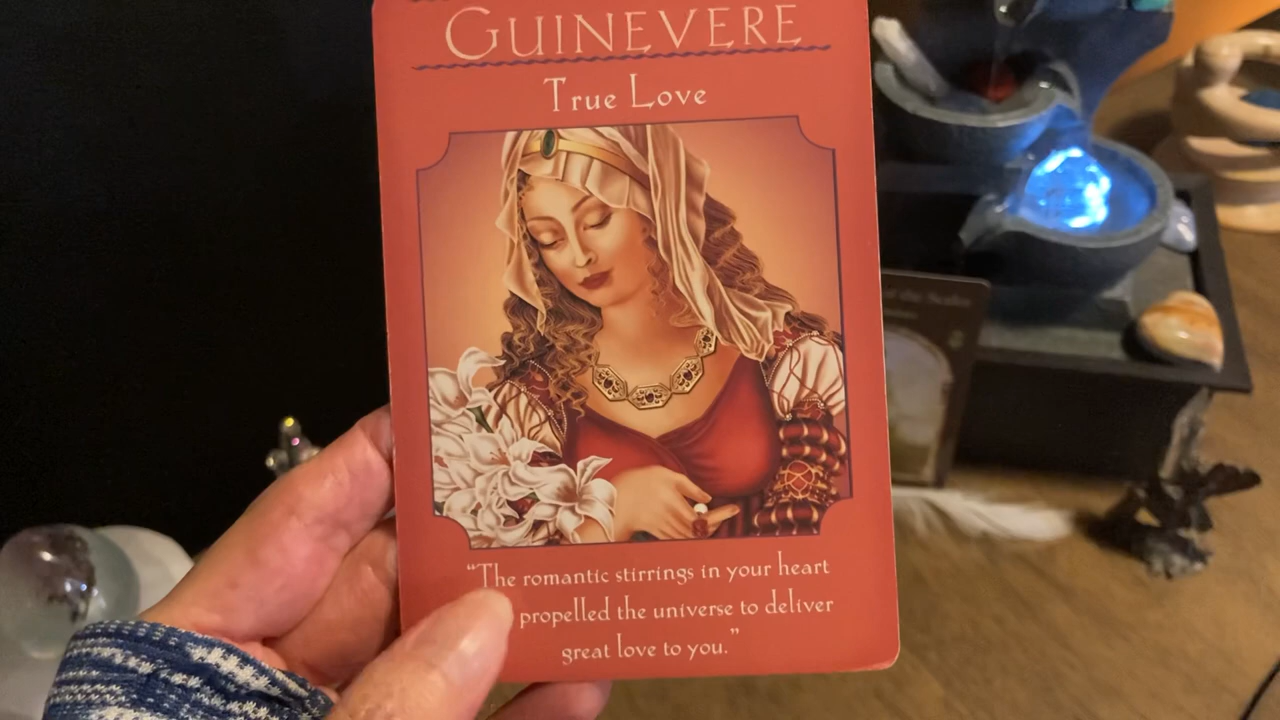 GUINEVERE
True Love
“The romantic stirrings in your heart
propelled the universe to deliver
great love to you.”